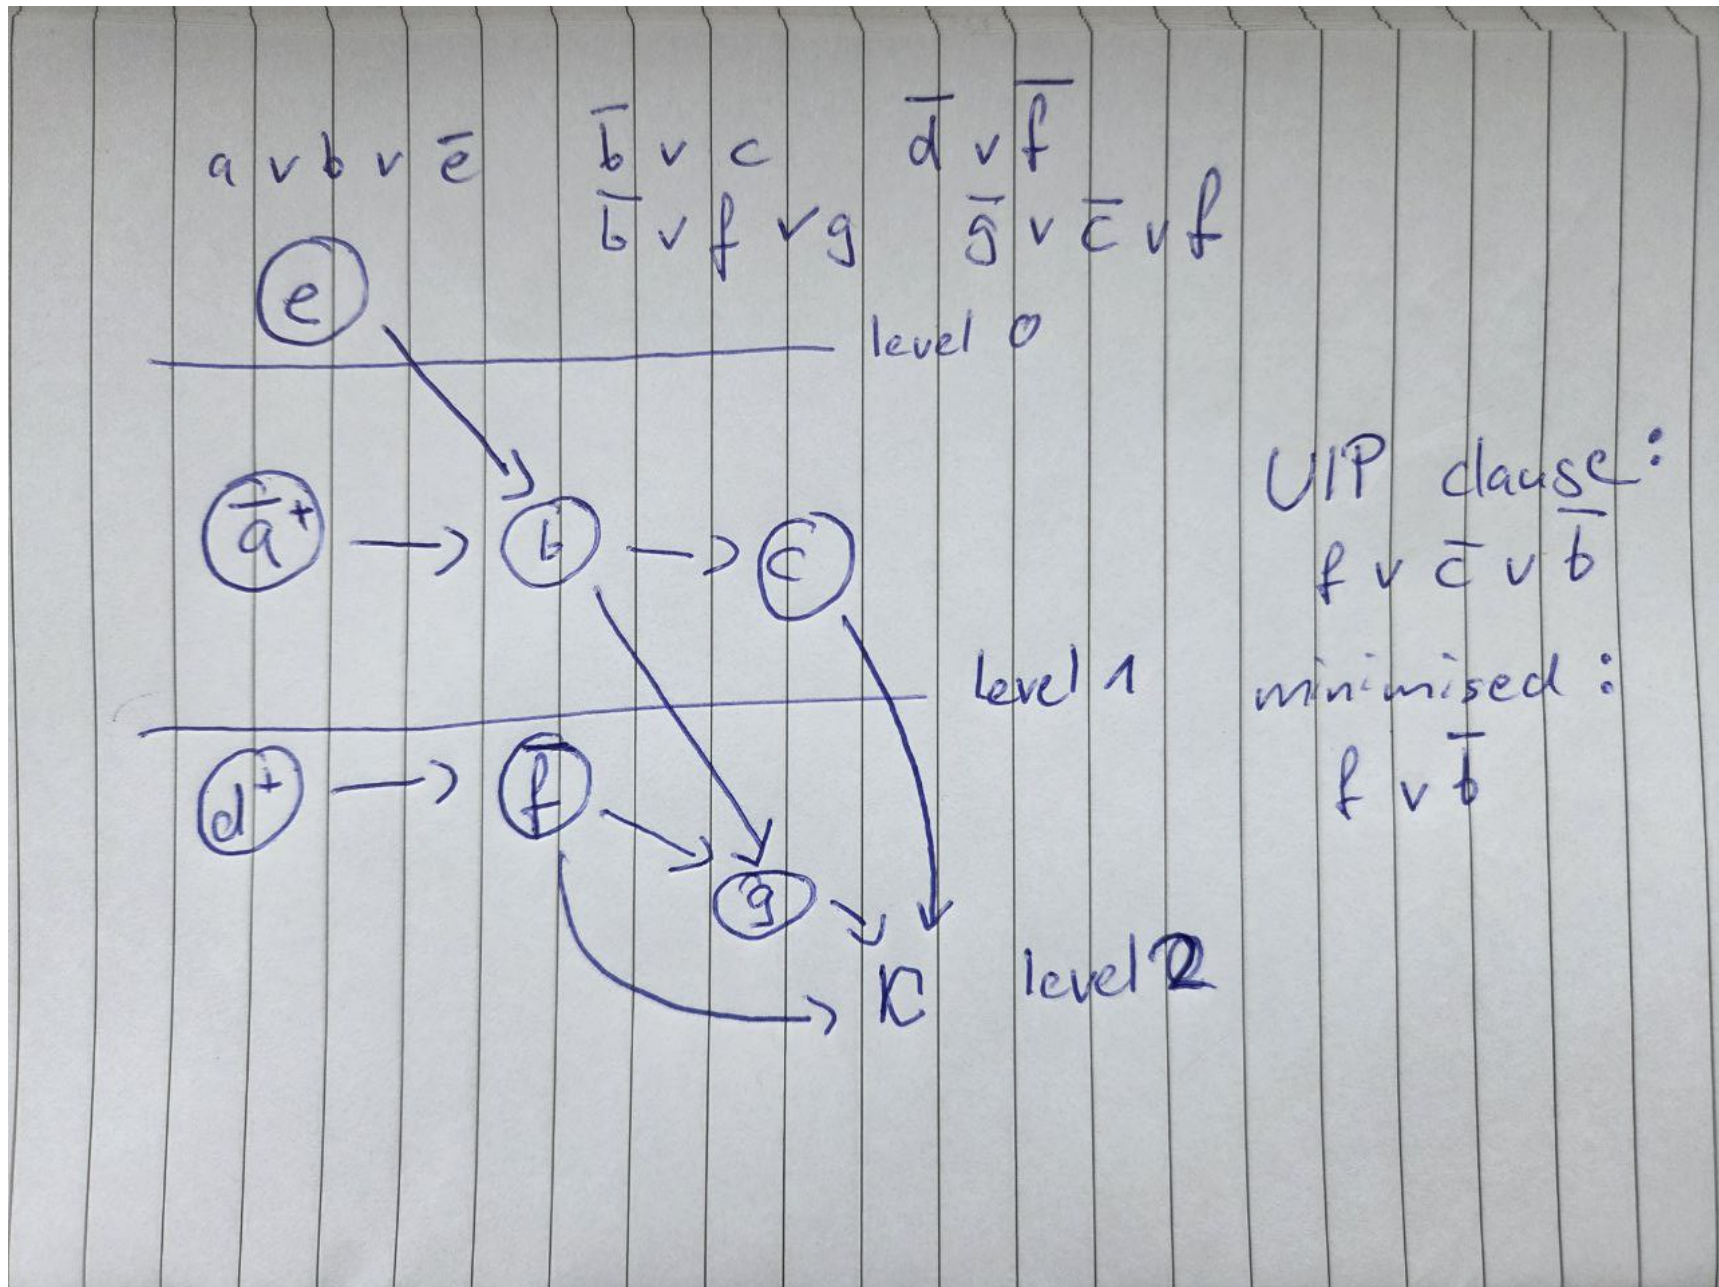 a v b v e̅ b̅ v c d̅ v f̅
b̅ v f v g g̅ v c̅ v f
e
level 0
UIP clause:
a̅⁺ b c
f v c̅ v b̅
level 1 minimised:
d⁺ f̅
f v b̅
g
K level 2